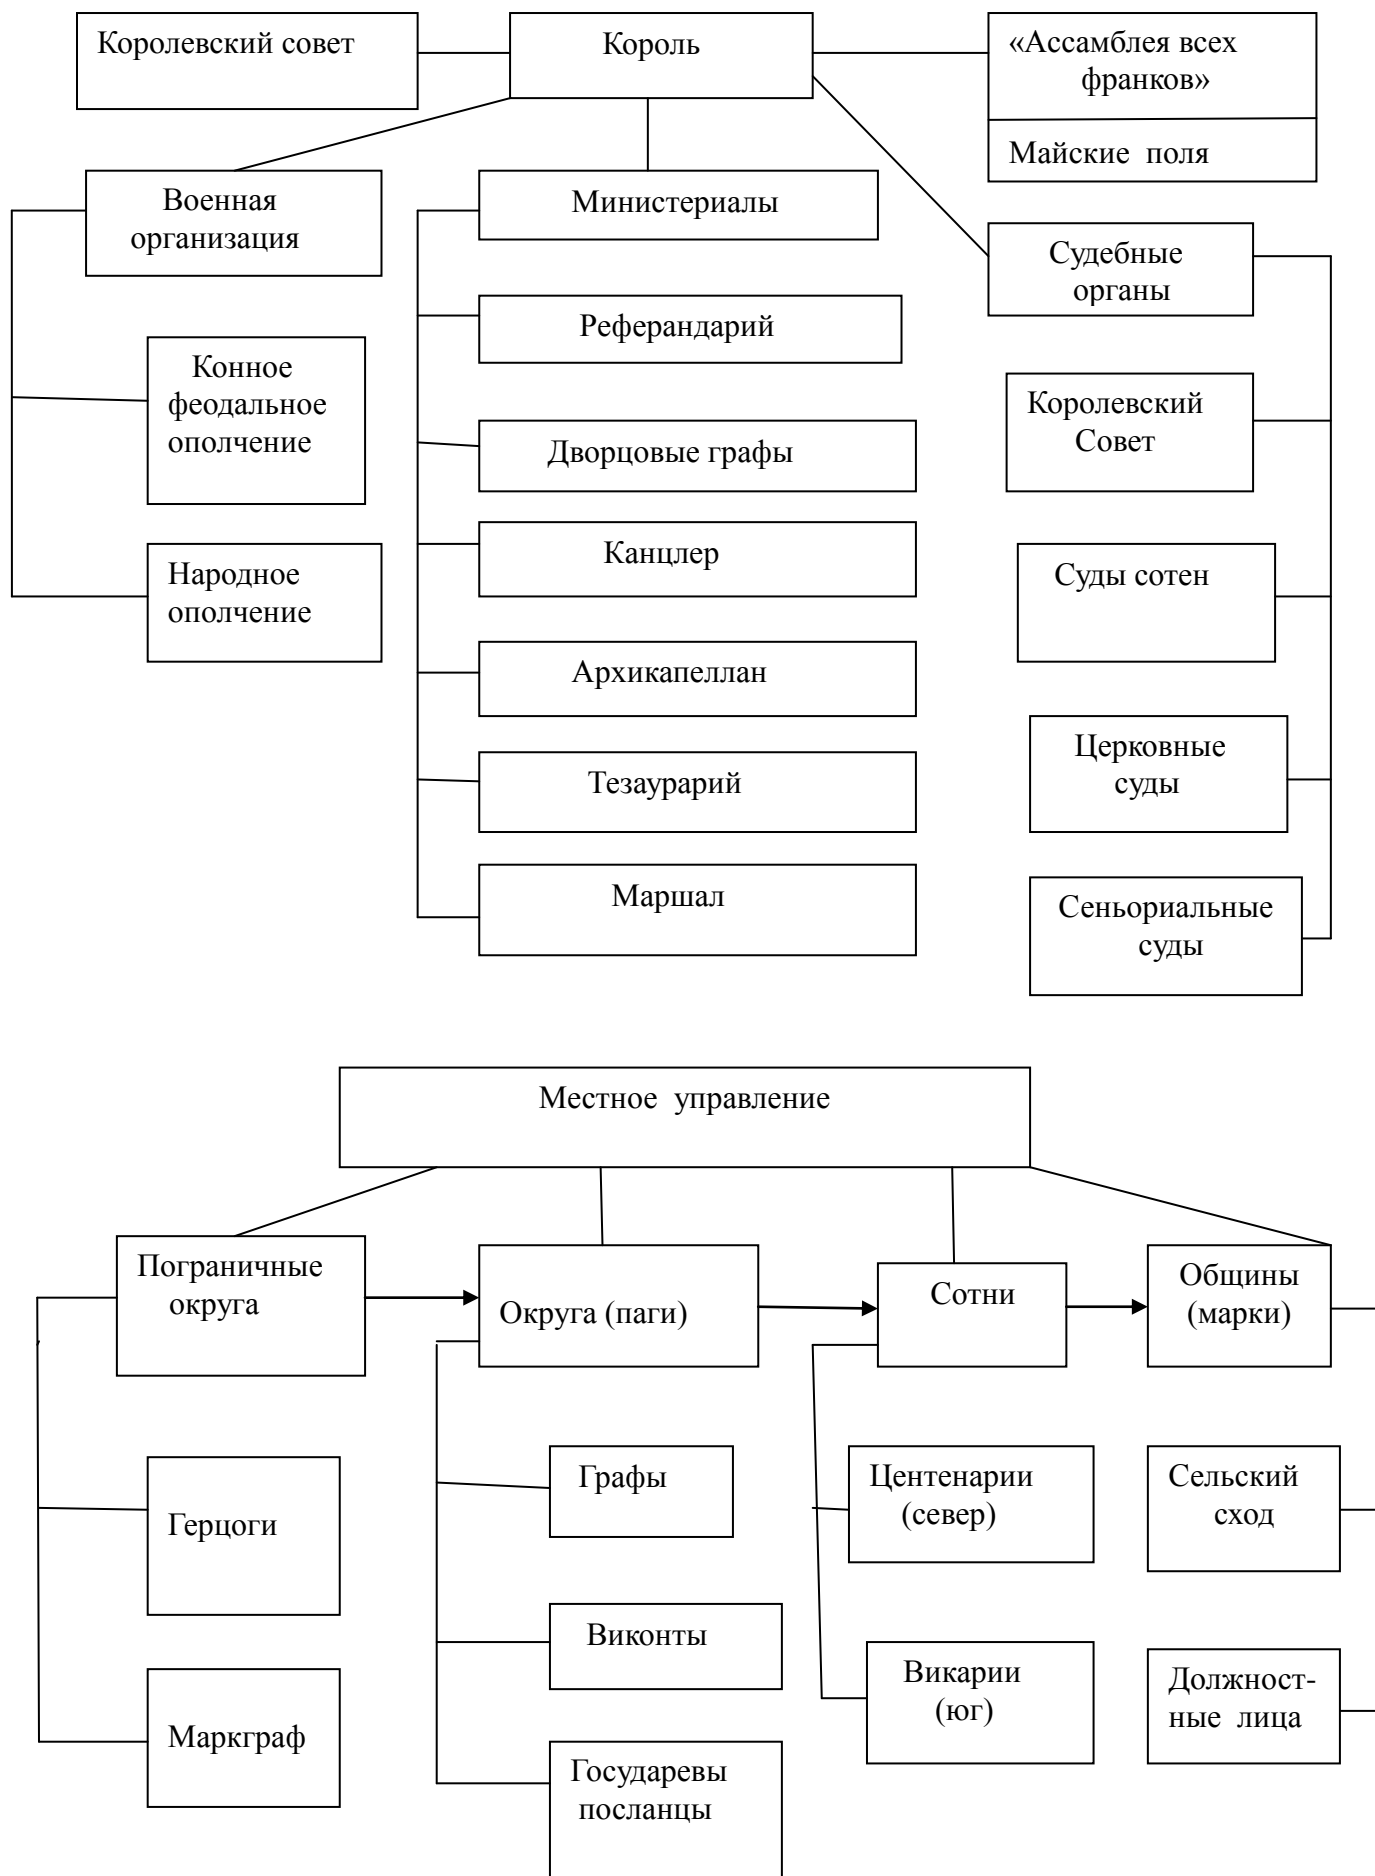 Королевский совет
Король
«Ассамблея всех
франков»
Майские поля
Военная
организация
Министериалы
Судебные
органы
Референдарий
Конное
феодальное
ополчение
Королевский
Совет
Дворцовые графы
Канцлер
Народное
ополчение
Суды сотен
Архикапеллан
Церковные
суды
Тезаурарий
Маршал
Сеньориальные
суды
Местное управление
Пограничные
округа
Округа (паги)
Сотни
Общины
(марки)
Герцоги
Графы
Центенарии
(север)
Сельский
сход
Виконты
Викарии
(юг)
Должност-
ные лица
Маркграф
Государевы
посланцы